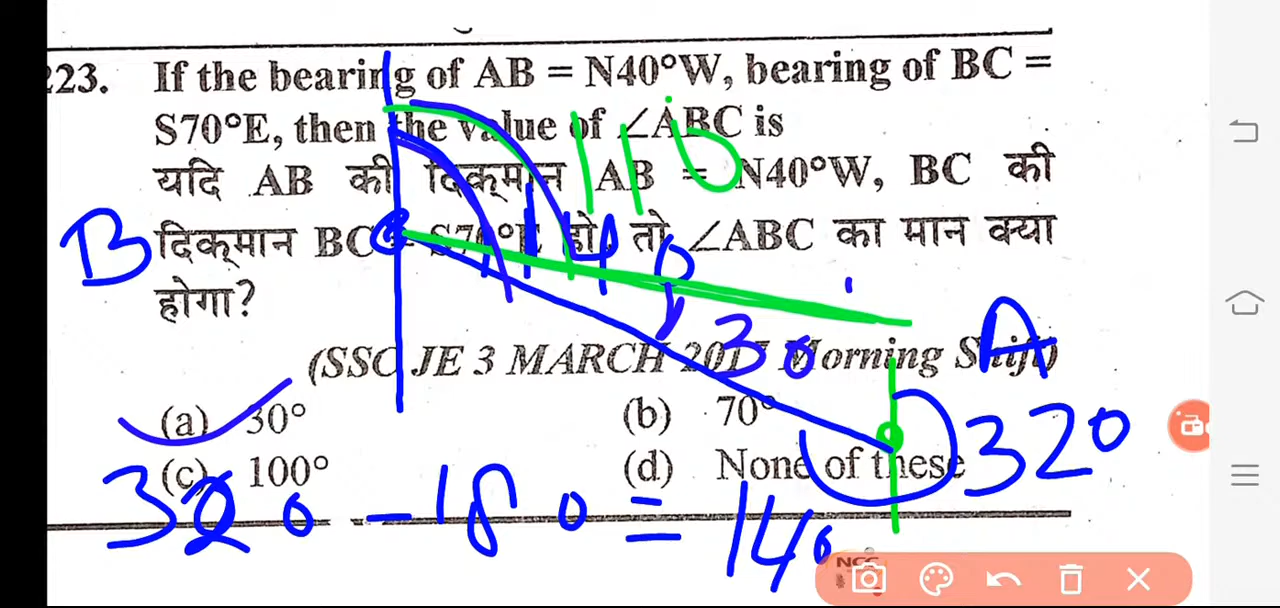 223. If the bearing of AB = N40°W, bearing of BC =
S70°E, then the value of ∠ABC is
110
यदि AB की दिक्मान AB = N40°W, BC की
B
दिक्मान BC = S70°E हो, तो ∠ABC का मान क्या
140
होगा?
30
A
(SSC JE 3 MARCH 2017 Morning Shift)
(a) 30° (b) 70°
320
(c) 100° (d) None of these
320 - 180 = 140